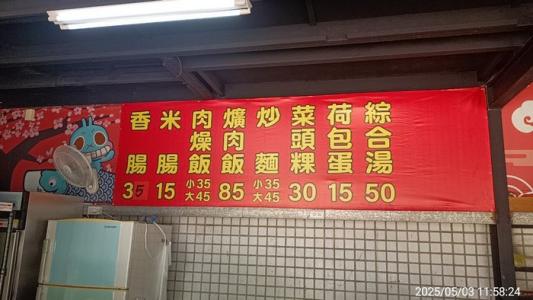 香腸 35
米腸 15
肉燥飯 小35 大45
爌肉飯 85
炒麵 小35 大45
菜頭粿 30
荷包蛋 15
綜合湯 50
2025/05/03 11:58:24